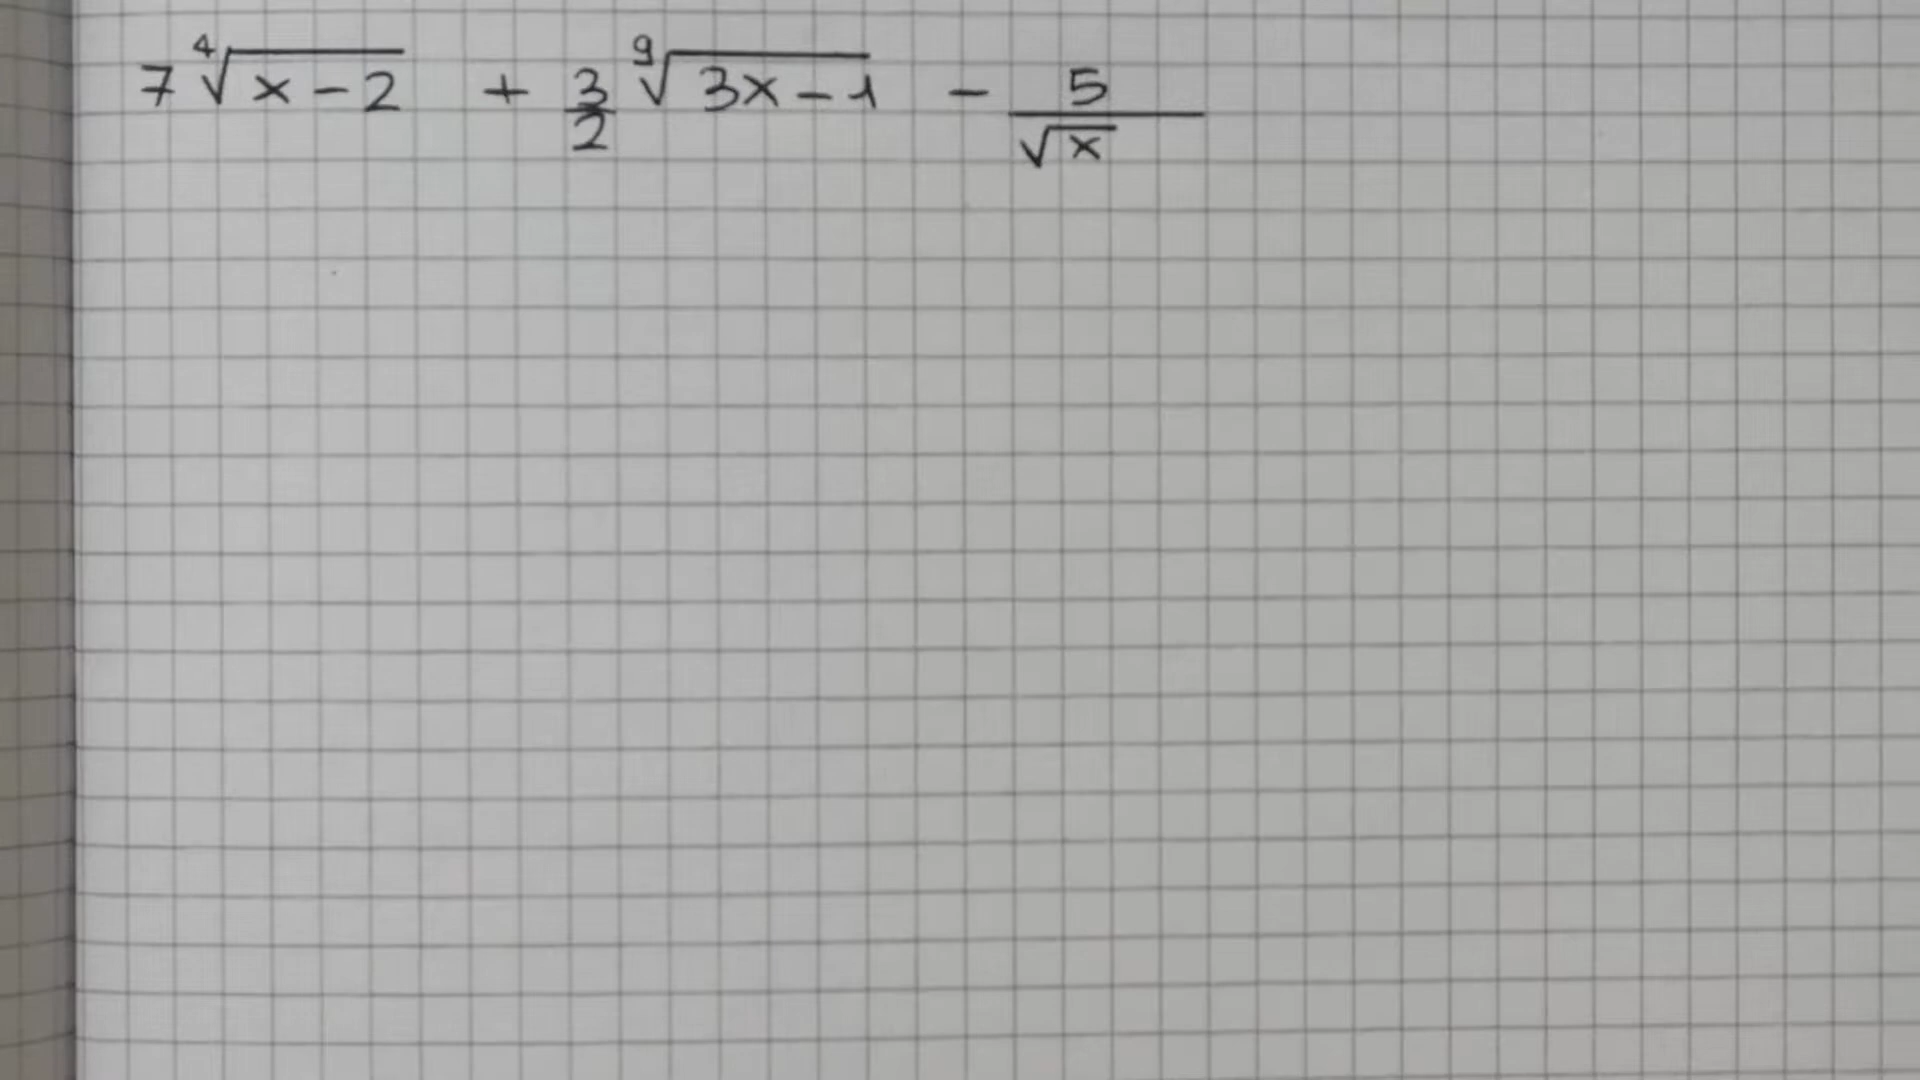 7 ⁴√(x - 2) + 3/2 ⁹√(3x - 1) - 5/√x